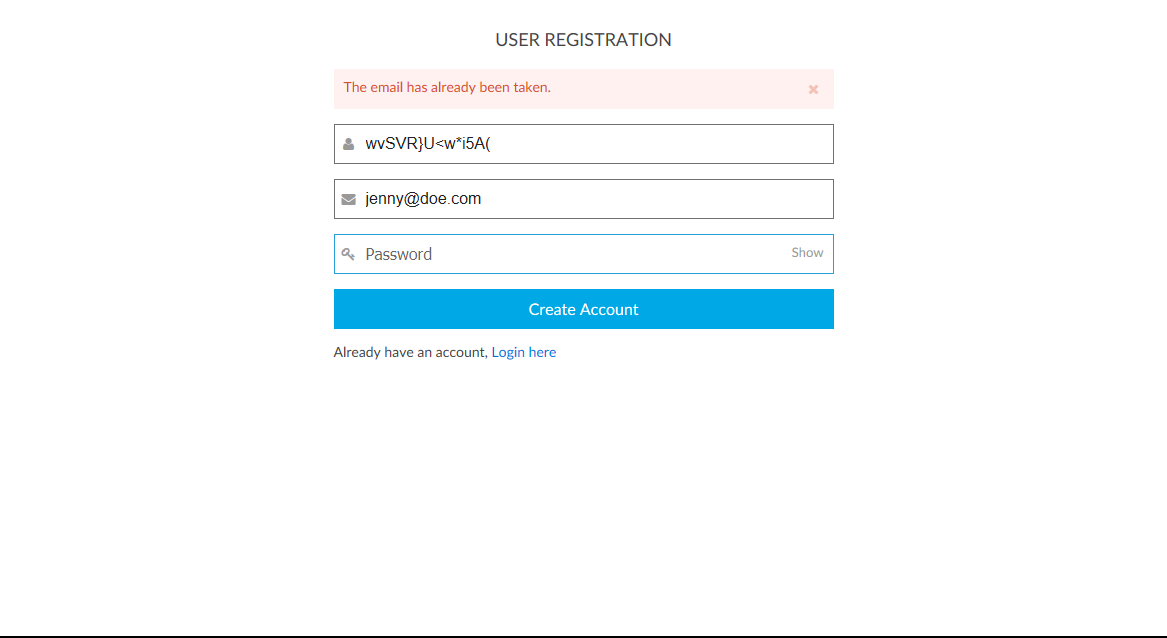 USER REGISTRATION
The email has already been taken.
wvSVR}U<w*i5A(
jenny@doe.com
Password Show
Create Account
Already have an account, Login here